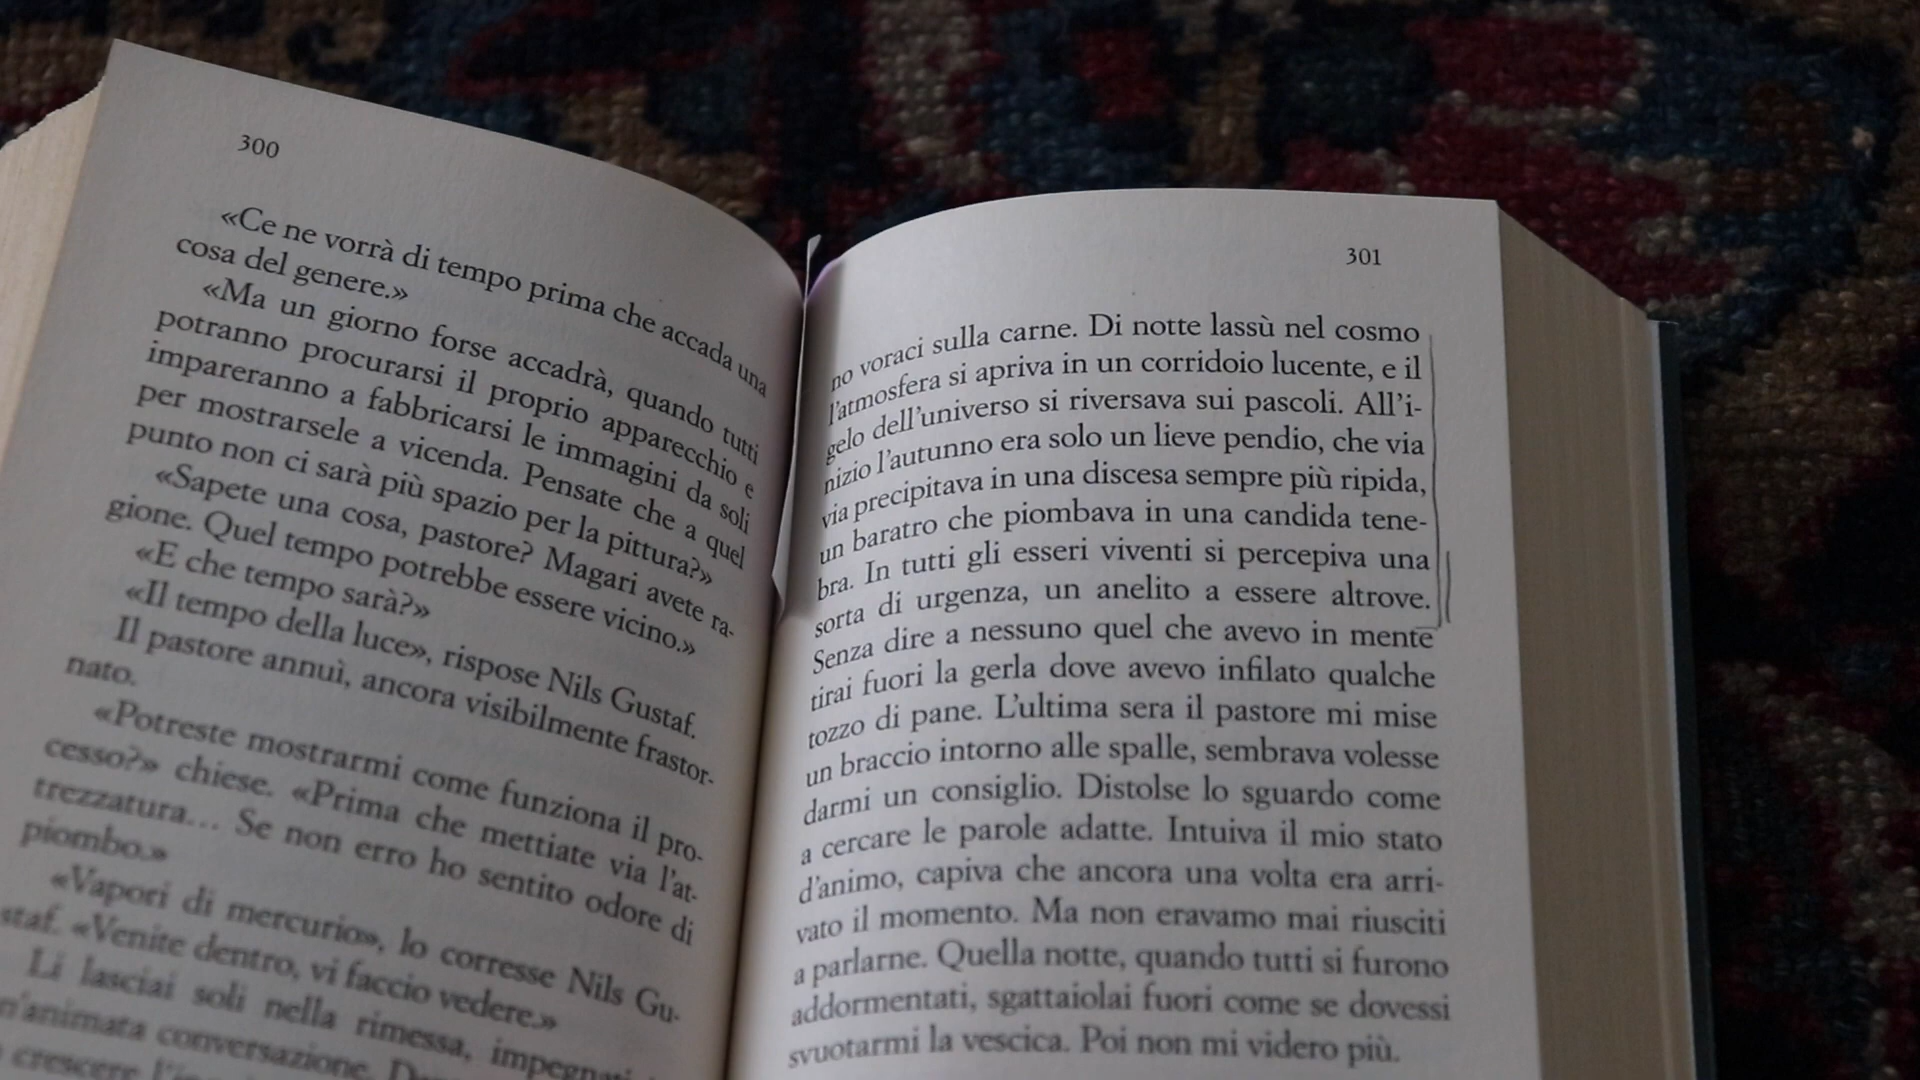 300
«Ce ne vorrà di tempo prima che accada una
cosa del genere.»
«Ma un giorno forse accadrà, quando tutti
potranno procurarsi il proprio apparecchio e
impareranno a fabbricarsi le immagini da soli
per mostrarsele a vicenda. Pensate che a quel
punto non ci sarà più spazio per la pittura?»
«Sapete una cosa, pastore? Magari avete ra-
gione. Quel tempo potrebbe essere vicino.»
«E che tempo sarà?»
«Il tempo della luce», rispose Nils Gustaf.
Il pastore annuì, ancora visibilmente frastor-
nato.
«Potreste mostrarmi come funziona il pro-
cesso?» chiese. «Prima che mettiate via l'at-
trezzatura... Se non erro ho sentito odore di
piombo.»
«Vapori di mercurio», lo corresse Nils Gu-
staf. «Venite dentro, vi faccio vedere.»
Li lasciai soli nella rimessa,
n'animata conversazione.
crescere
301
no voraci sulla carne. Di notte lassù nel cosmo
l'atmosfera si apriva in un corridoio lucente, e il
gelo dell'universo si riversava sui pascoli. All'i-
nizio l'autunno era solo un lieve pendio, che via
via precipitava in una discesa sempre più ripida,
un baratro che piombava in una candida tene-
bra. In tutti gli esseri viventi si percepiva una
sorta di urgenza, un anelito a essere altrove.
Senza dire a nessuno quel che avevo in mente
tirai fuori la gerla dove avevo infilato qualche
tozzo di pane. L'ultima sera il pastore mi mise
un braccio intorno alle spalle, sembrava volesse
darmi un consiglio. Distolse lo sguardo come
a cercare le parole adatte. Intuiva il mio stato
d'animo, capiva che ancora una volta era arri-
vato il momento. Ma non eravamo mai riusciti
a parlarne. Quella notte, quando tutti si furono
addormentati, sgattaiolai fuori come se dovessi
svuotarmi la vescica. Poi non mi videro più.